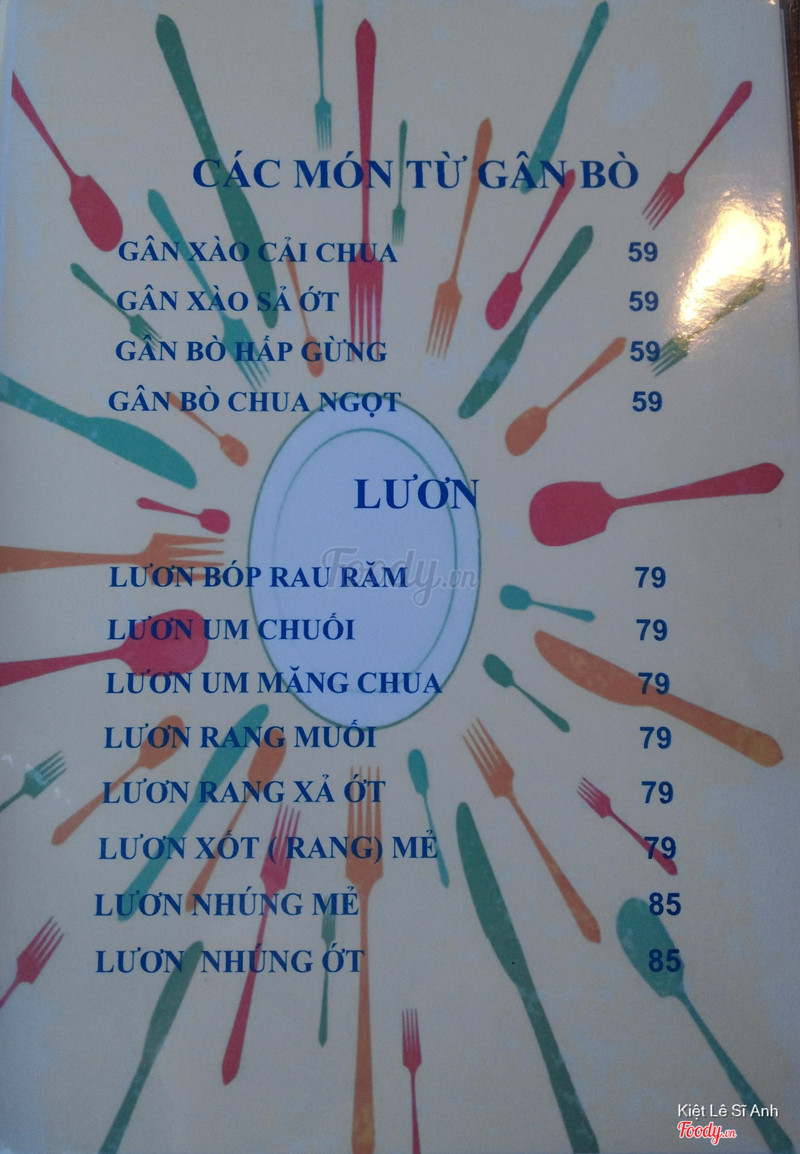 CÁC MÓN TỪ GÂN BÒ
GÂN XÀO CẢI CHUA 59
GÂN XÀO SẢ ỚT 59
GÂN BÒ HẤP GỪNG 59
GÂN BÒ CHUA NGỌT 59
LƯƠN
Foody.vn
LƯƠN BÓP RAU RĂM 79
LƯƠN UM CHUỐI 79
LƯƠN UM MĂNG CHUA 79
LƯƠN RANG MUỐI 79
LƯƠN RANG XẢ ỚT 79
LƯƠN XỐT ( RANG) MẺ 79
LƯƠN NHÚNG MẺ 85
LƯƠN NHÚNG ỚT 85
Kiệt Lê Sĩ Anh
Foody.vn